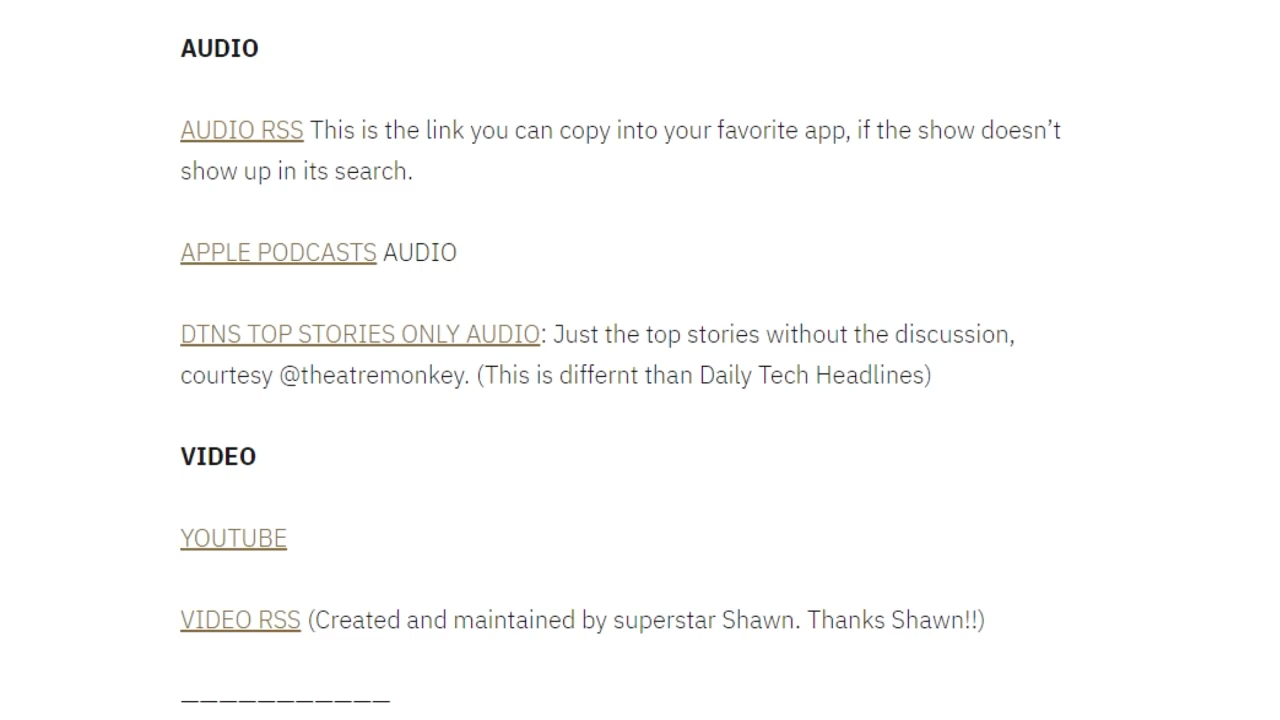 AUDIO
AUDIO RSS This is the link you can copy into your favorite app, if the show doesn’t
show up in its search.
APPLE PODCASTS AUDIO
DTNS TOP STORIES ONLY AUDIO: Just the top stories without the discussion,
courtesy @theatremonkey. (This is differnt than Daily Tech Headlines)
VIDEO
YOUTUBE
VIDEO RSS (Created and maintained by superstar Shawn. Thanks Shawn!!)
———————————